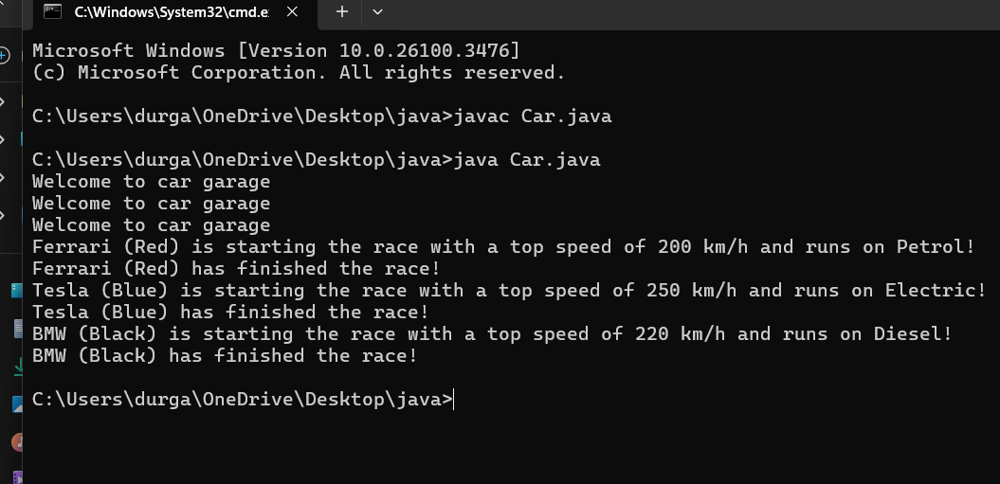 C:\Windows\System32\cmd.e
Microsoft Windows [Version 10.0.26100.3476]
(c) Microsoft Corporation. All rights reserved.
C:\Users\durga\OneDrive\Desktop\java>javac Car.java
C:\Users\durga\OneDrive\Desktop\java>java Car.java
Welcome to car garage
Welcome to car garage
Welcome to car garage
Ferrari (Red) is starting the race with a top speed of 200 km/h and runs on Petrol!
Ferrari (Red) has finished the race!
Tesla (Blue) is starting the race with a top speed of 250 km/h and runs on Electric!
Tesla (Blue) has finished the race!
BMW (Black) is starting the race with a top speed of 220 km/h and runs on Diesel!
BMW (Black) has finished the race!
C:\Users\durga\OneDrive\Desktop\java>